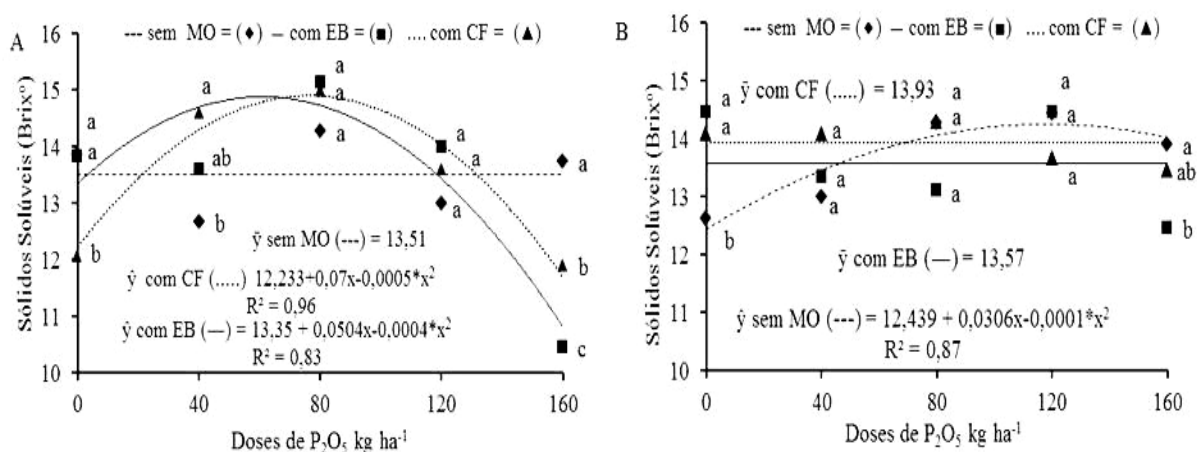 A
--- sem MO = (♦) – com EB = (■) ..... com CF = (▲)
Sólidos Solúveis (Brixº)
16
15
14
13
12
11
10
a
a
b
a
ab
b
a
a
a
a
a
a
a
b
c
ȳ sem MO (---) = 13,51
ŷ com CF (.....) 12,233+0,07x-0,0005*x²
R² = 0,96
ŷ com EB (—) = 13,35 + 0,0504x-0,0004*x²
R² = 0,83
0 40 80 120 160
Doses de P₂O₅ kg ha⁻¹
B
--- sem MO = (♦) – com EB = (■) ..... com CF = (▲)
Sólidos Solúveis (Brixº)
16
15
14
13
12
11
10
ȳ com CF (.....) = 13,93
a
a
b
a
a
a
a
a
a
a
a
a
a
ab
b
ȳ com EB (—) = 13,57
ŷ sem MO (---) = 12,439 + 0,0306x-0,0001*x²
R² = 0,87
0 40 80 120 160
Doses de P₂O₅ kg ha⁻¹